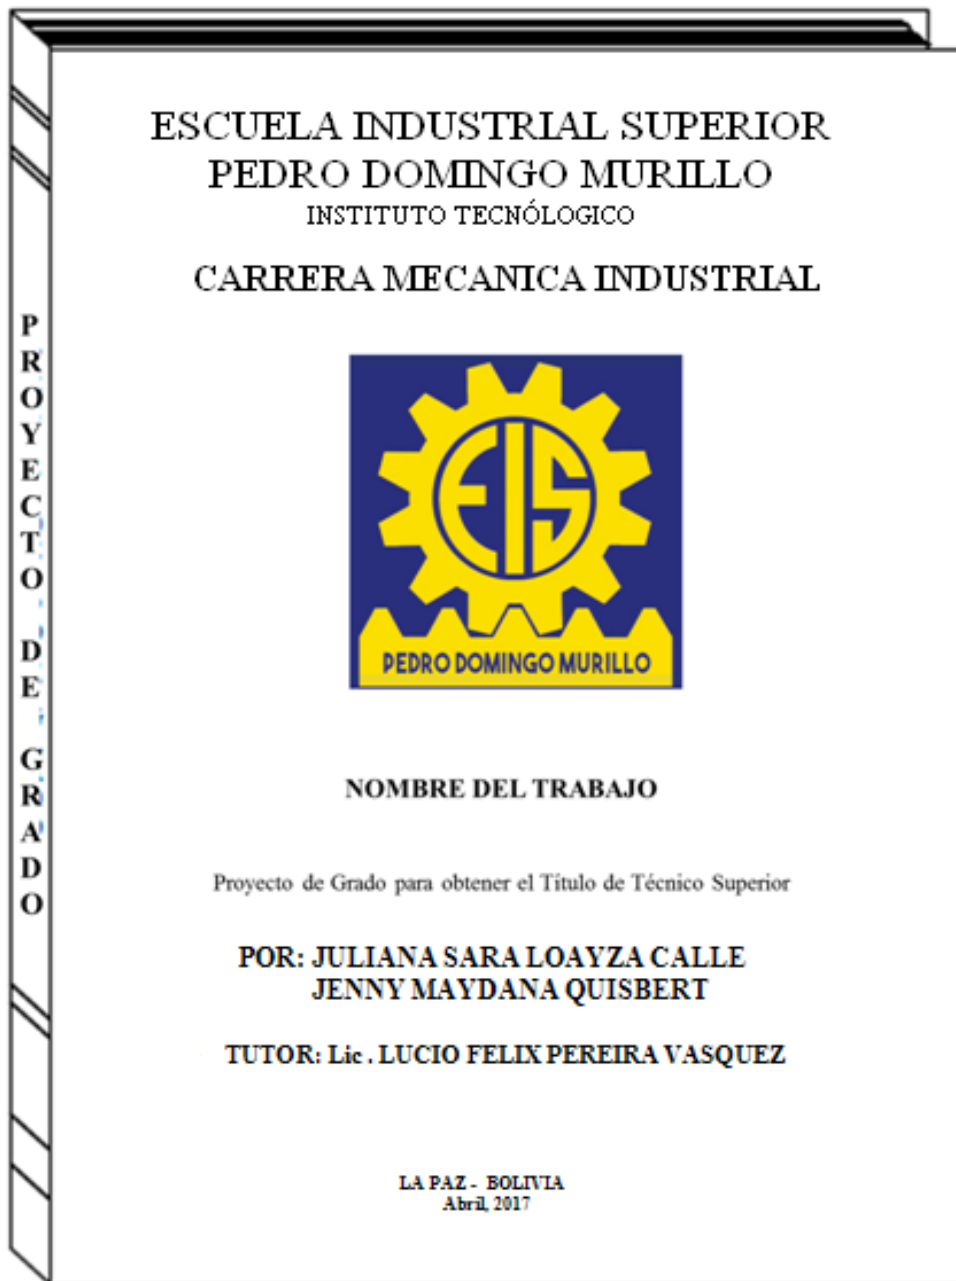 ESCUELA INDUSTRIAL SUPERIOR
PEDRO DOMINGO MURILLO
INSTITUTO TECNÓLOGICO
CARRERA MECANICA INDUSTRIAL
EIS
PEDRO DOMINGO MURILLO
NOMBRE DEL TRABAJO
Proyecto de Grado para obtener el Título de Técnico Superior
POR: JULIANA SARA LOAYZA CALLE
JENNY MAYDANA QUISBERT
TUTOR: Lic . LUCIO FELIX PEREIRA VASQUEZ
LA PAZ - BOLIVIA
Abril, 2017
PROYECTO DE GRADO